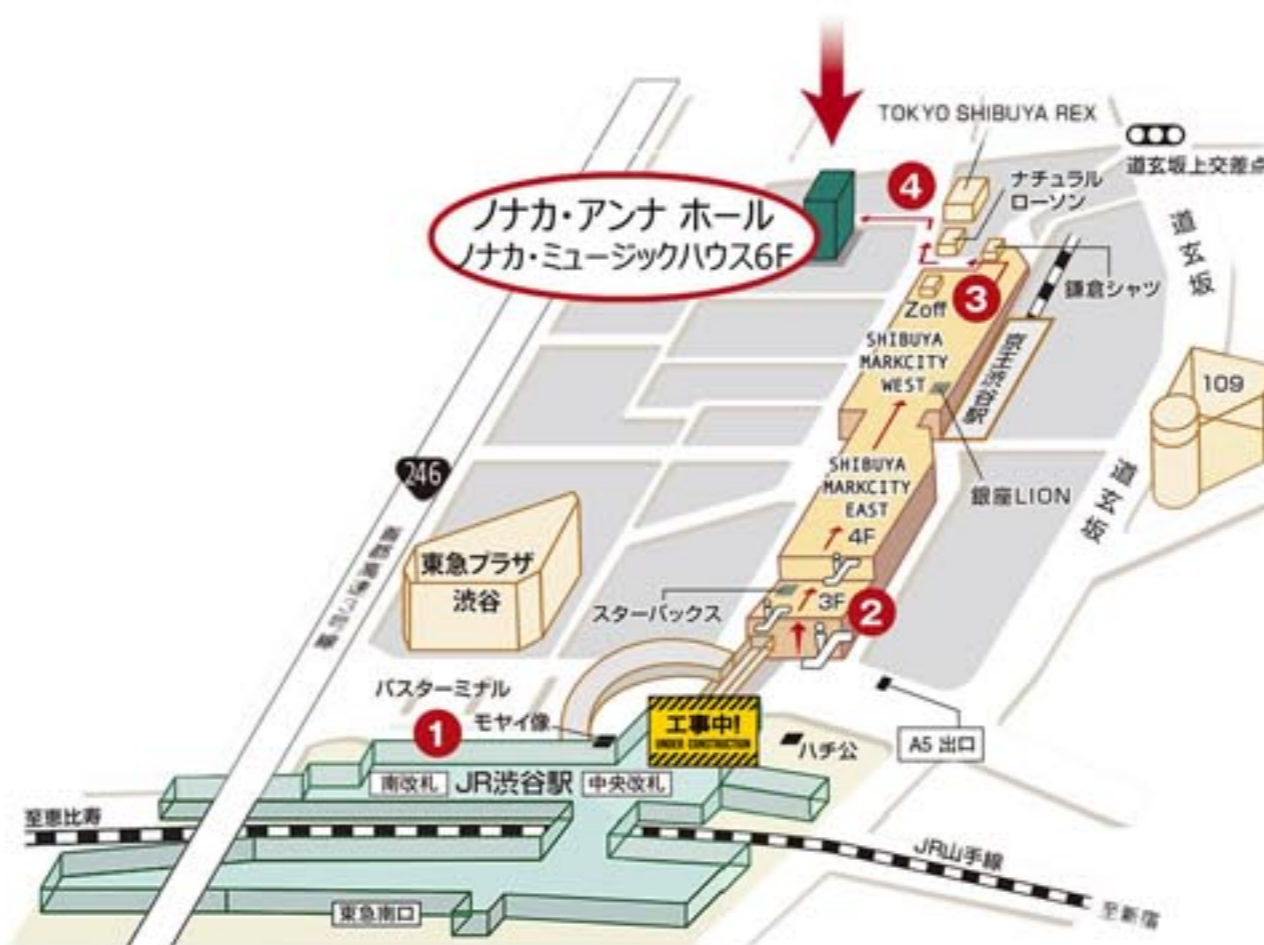 TOKYO SHIBUYA REX
道玄坂上交差点
4
ナチュラル
ローソン
ノナカ・アンナ ホール
ノナカ・ミュージックハウス6F
道玄坂
鎌倉シャツ
3
Zoff
SHIBUYA
MARKCITY
WEST
京王渋谷駅
109
246
SHIBUYA
MARKCITY
EAST
銀座LION
道玄坂
4F
東急プラザ
渋谷
3F
2
スターバックス
バスターミナル
1
モヤイ像
工事中!
UNDER CONSTRUCTION
ハチ公
A5 出口
南改札
JR渋谷駅
中央改札
至恵比寿
JR山手線
東急南口
至新宿